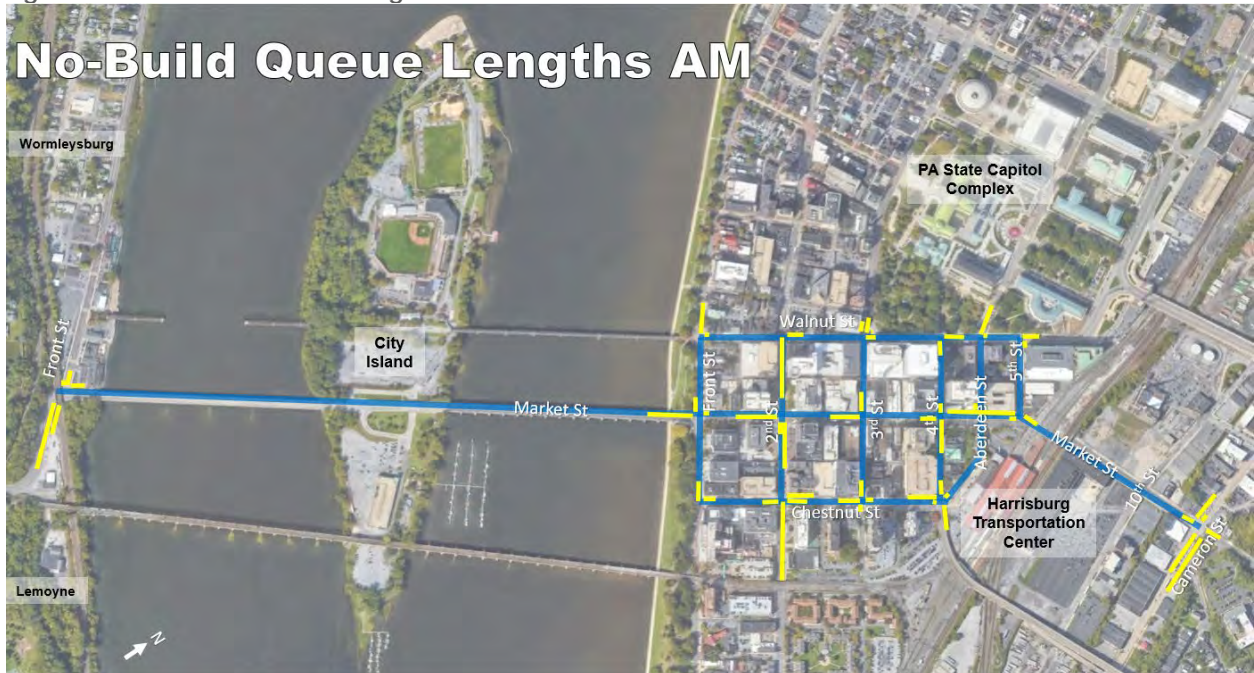 No-Build Queue Lengths AM
Wormleysburg
PA State Capitol
Complex
Front St
City
Island
Market St
Walnut St
Front St
2nd St
3rd St
4th St
Aberdeen St
5th St
Market St
10th St
Chestnut St
Harrisburg
Transportation
Center
Cameron St
Lemoyne
N